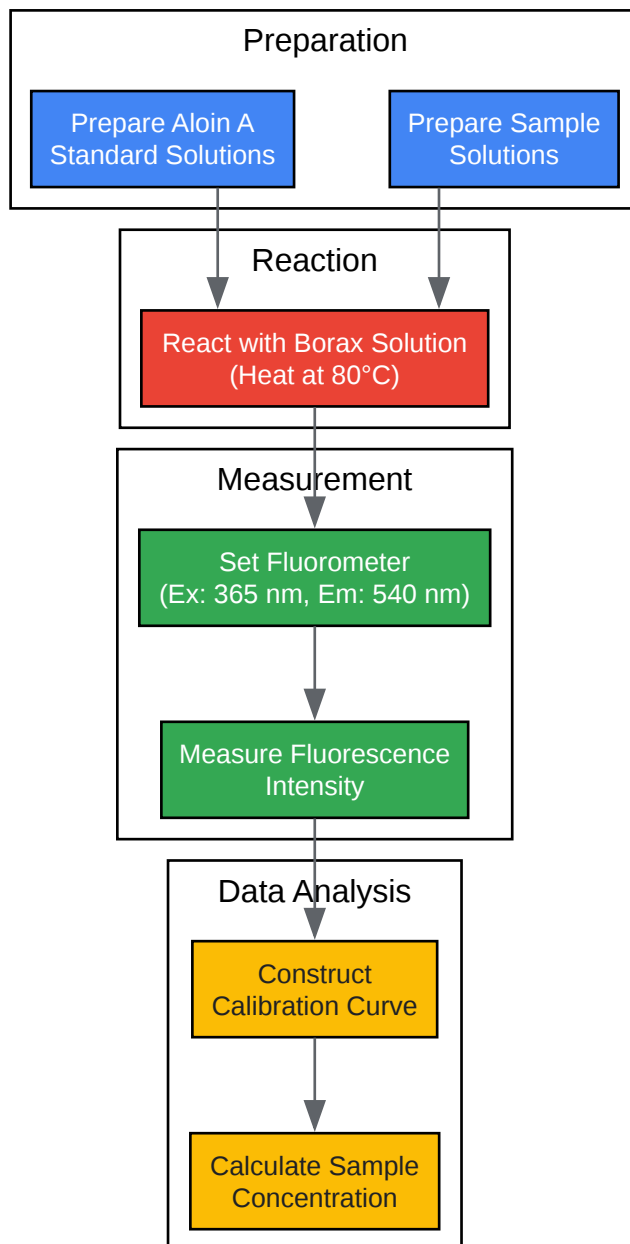 Preparation
Prepare Aloin A
Standard Solutions
Prepare Sample
Solutions
Reaction
React with Borax Solution
(Heat at 80°C)
Measurement
Set Fluorometer
(Ex: 365 nm, Em: 540 nm)
Measure Fluorescence
Intensity
Data Analysis
Construct
Calibration Curve
Calculate Sample
Concentration